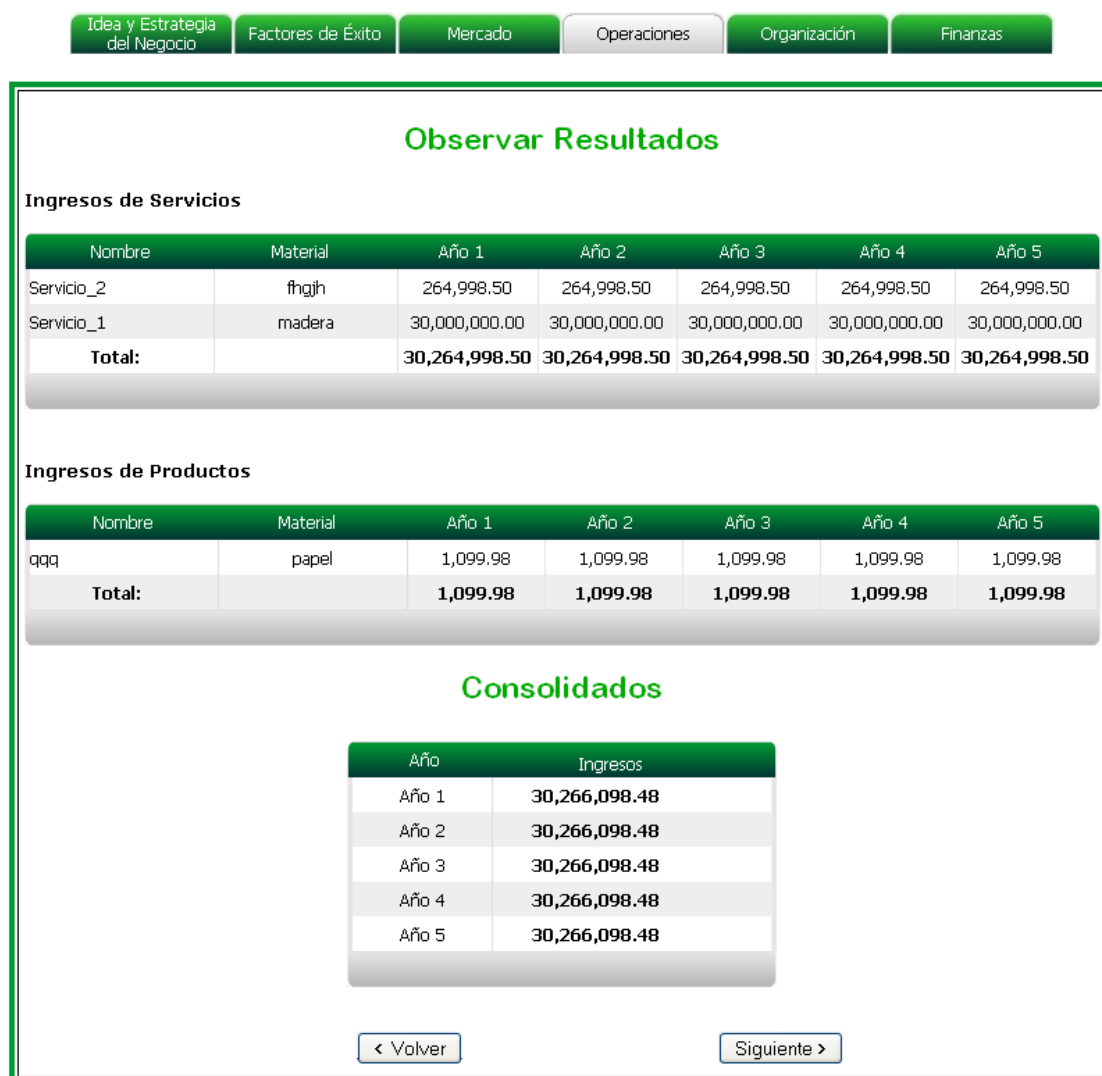 Idea y Estrategia
del Negocio
Factores de Éxito
Mercado
Operaciones
Organización
Finanzas
Observar Resultados
Ingresos de Servicios
Nombre Material Año 1 Año 2 Año 3 Año 4 Año 5
Servicio_2 fhgjh 264,998.50 264,998.50 264,998.50 264,998.50 264,998.50
Servicio_1 madera 30,000,000.00 30,000,000.00 30,000,000.00 30,000,000.00 30,000,000.00
Total: 30,264,998.50 30,264,998.50 30,264,998.50 30,264,998.50 30,264,998.50
Ingresos de Productos
Nombre Material Año 1 Año 2 Año 3 Año 4 Año 5
qqq papel 1,099.98 1,099.98 1,099.98 1,099.98 1,099.98
Total: 1,099.98 1,099.98 1,099.98 1,099.98 1,099.98
Consolidados
Año Ingresos
Año 1 30,266,098.48
Año 2 30,266,098.48
Año 3 30,266,098.48
Año 4 30,266,098.48
Año 5 30,266,098.48
< Volver Siguiente >